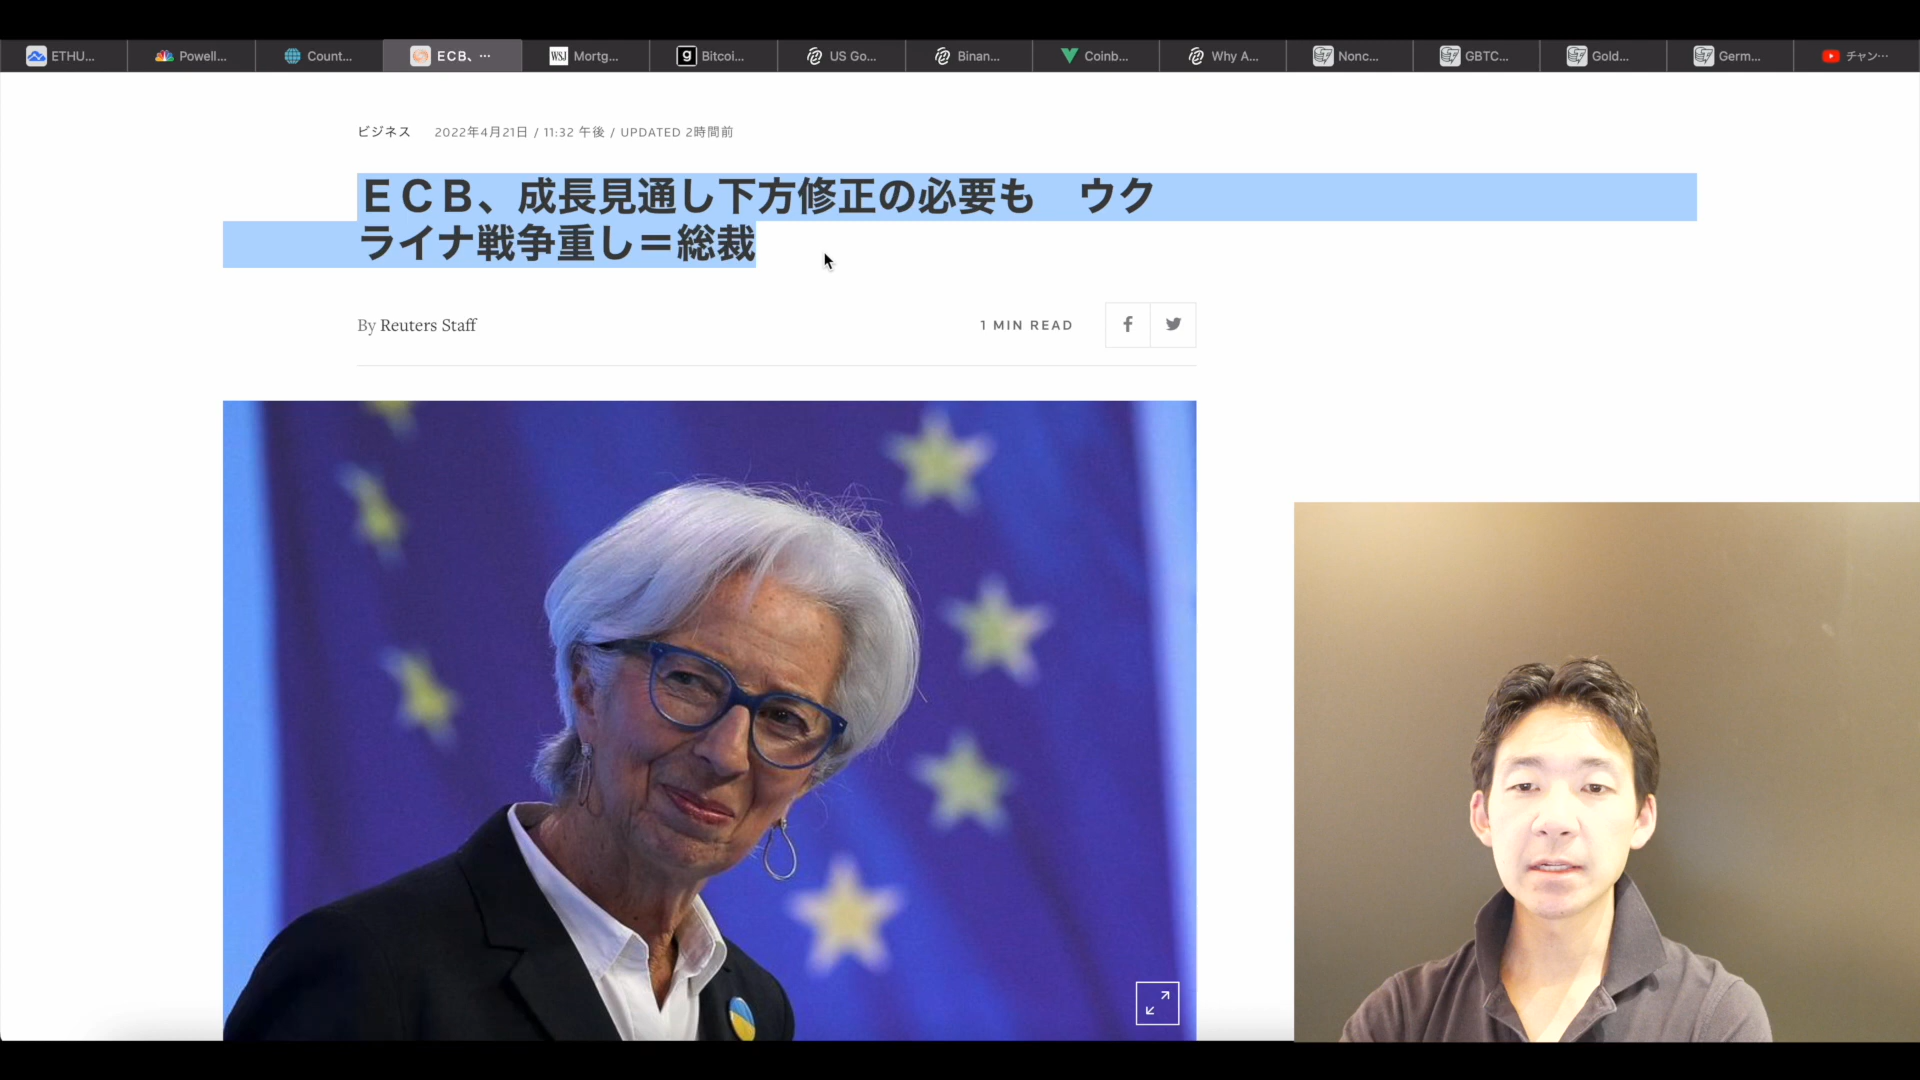 ETHU...
Powell...
Count...
ECB、 ...
WSJ Mortg...
g Bitcoi...
US Go...
Binan...
Coinb...
Why A...
Nonc...
GBTC...
Gold...
Germ...
チャン...
ビジネス 2022年4月21日 / 11:32 午後 / UPDATED 2時間前
ＥＣＢ、成長見通し下方修正の必要も　ウク
ライナ戦争重し＝総裁
By Reuters Staff
1 MIN READ